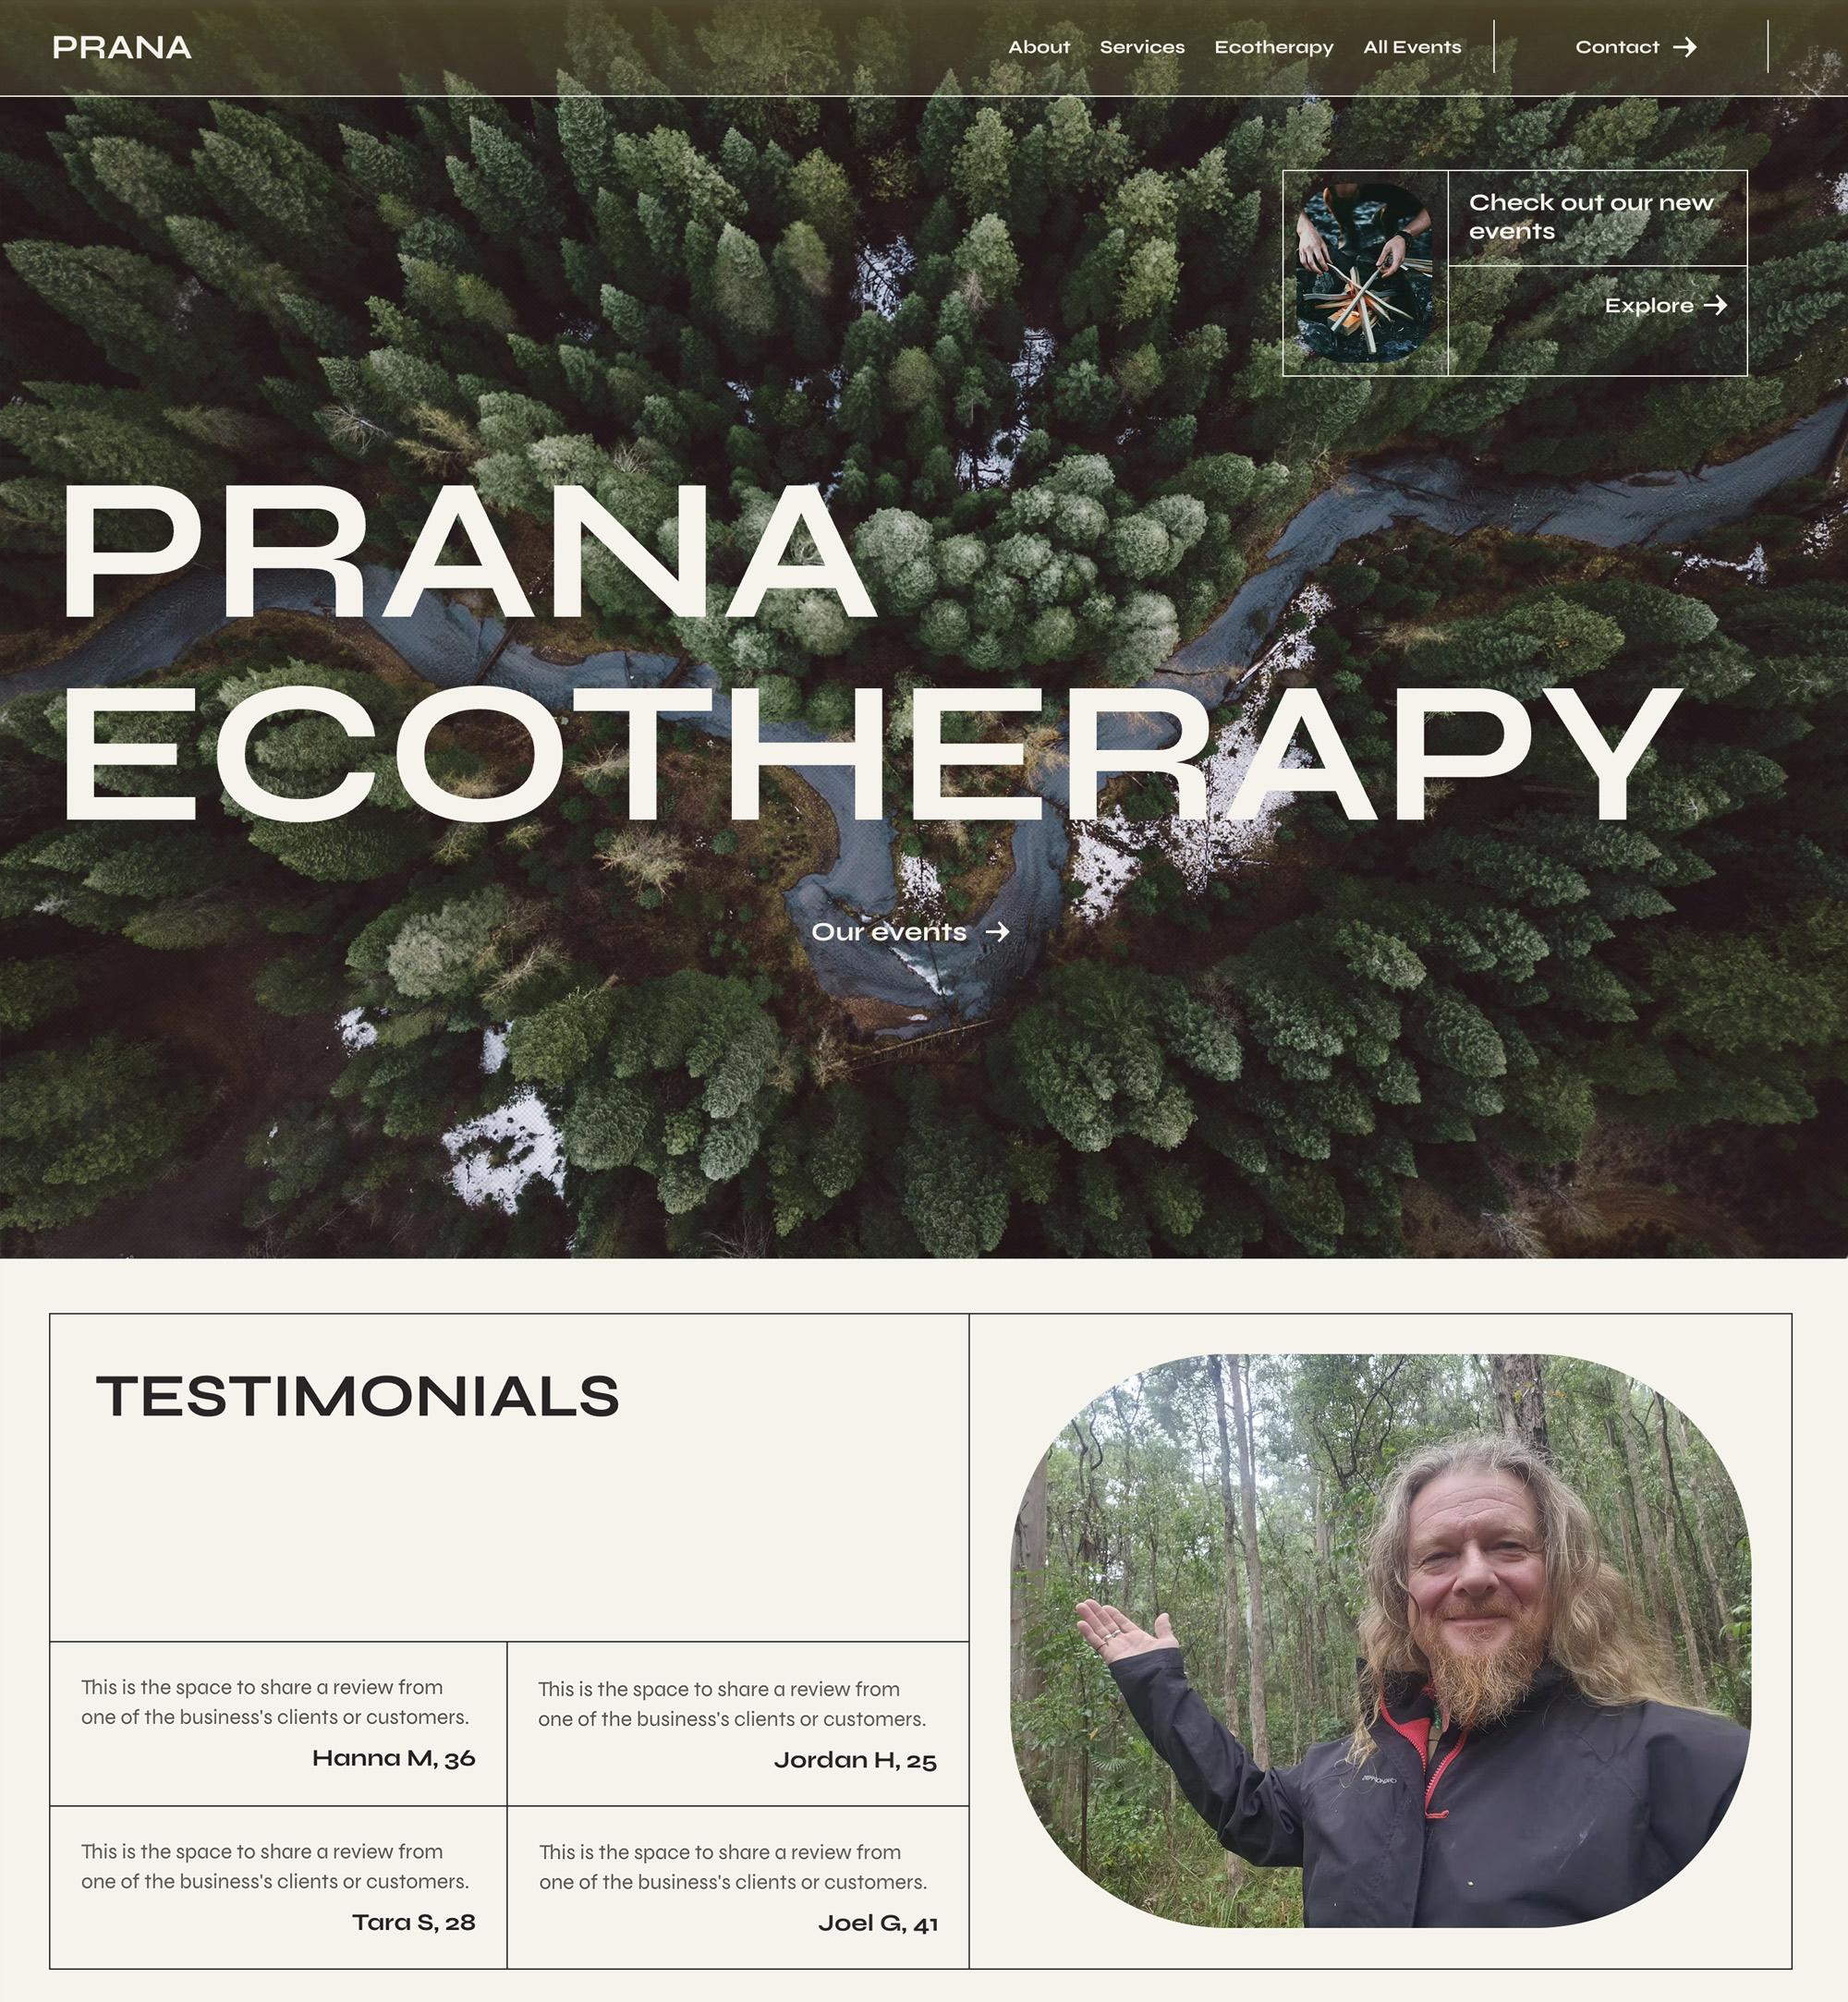 PRANA
About Services Ecotherapy All Events Contact →
Check out our new
events
Explore →
PRANA
ECOTHERAPY
Our events →
TESTIMONIALS
This is the space to share a review from
one of the business's clients or customers.
Hanna M, 36
This is the space to share a review from
one of the business's clients or customers.
Jordan H, 25
This is the space to share a review from
one of the business's clients or customers.
Tara S, 28
This is the space to share a review from
one of the business's clients or customers.
Joel G, 41